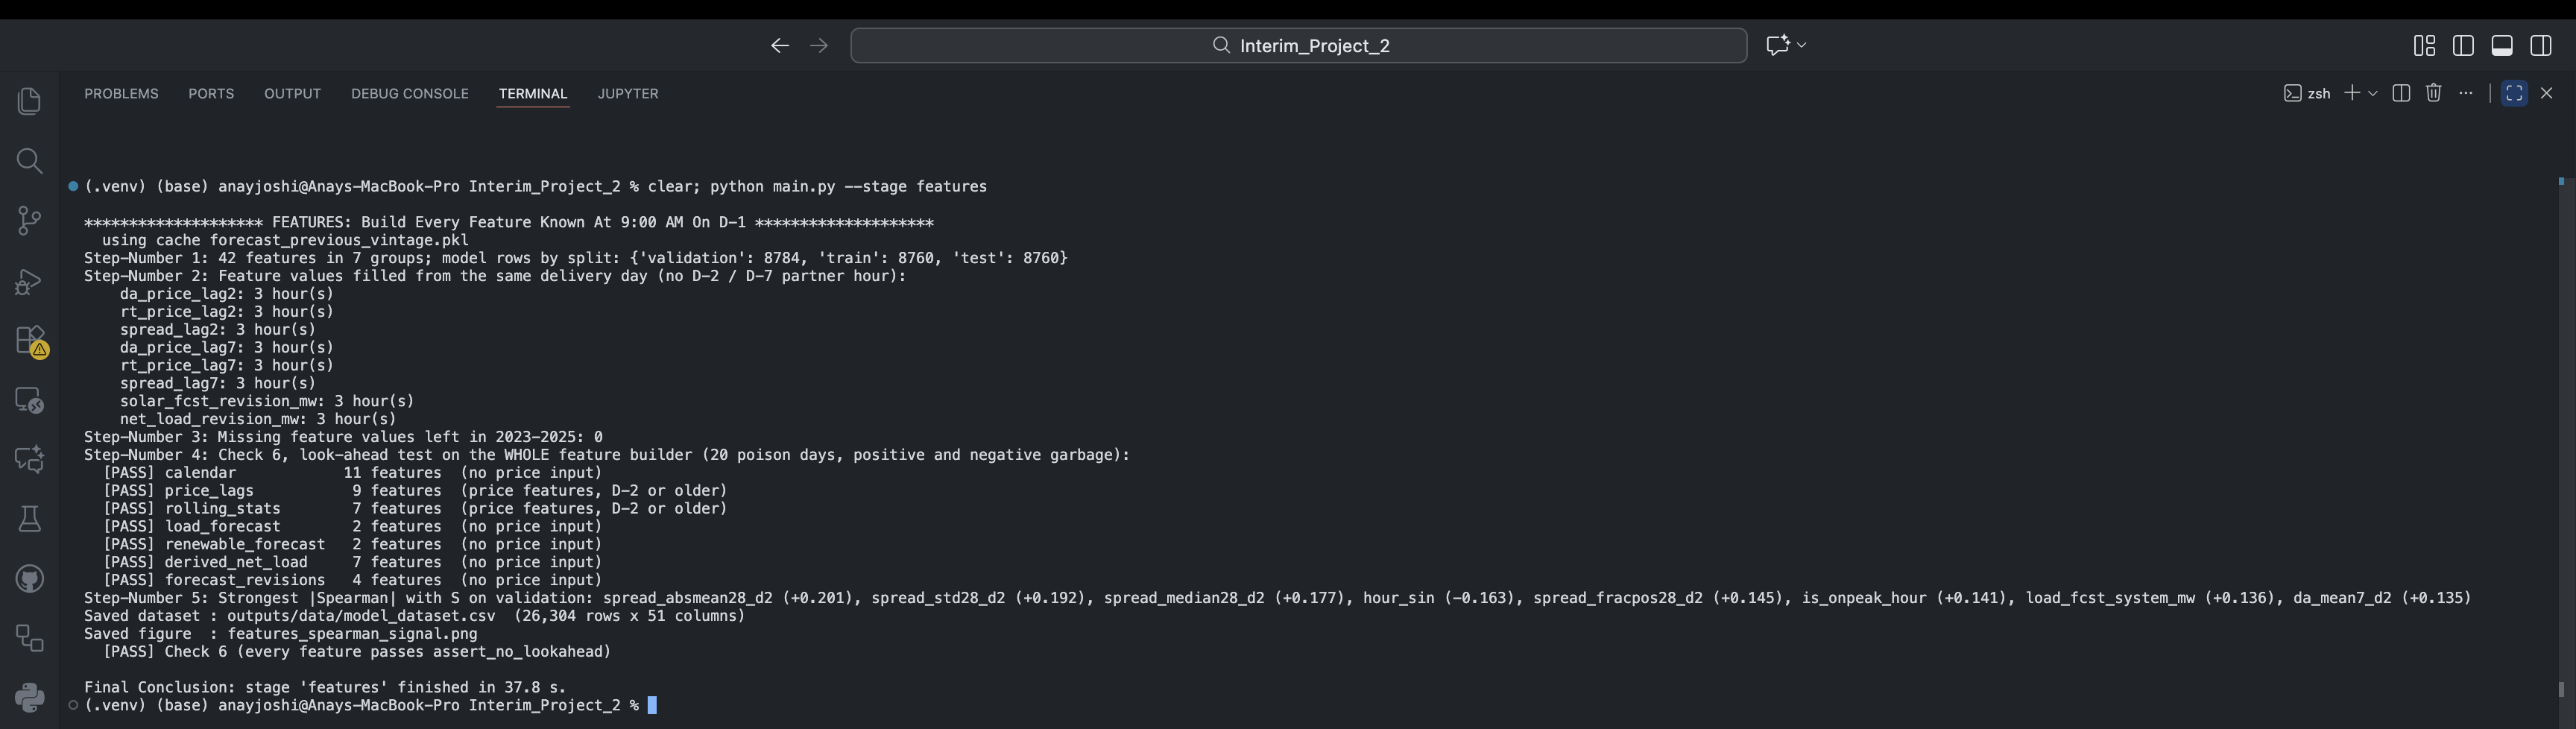 Interim_Project_2
PROBLEMS PORTS OUTPUT DEBUG CONSOLE TERMINAL JUPYTER
zsh
(.venv) (base) anayjoshi@Anays-MacBook-Pro Interim_Project_2 % clear; python main.py --stage features
******************** FEATURES: Build Every Feature Known At 9:00 AM On D-1 ********************
  using cache forecast_previous_vintage.pkl
Step-Number 1: 42 features in 7 groups; model rows by split: {'validation': 8784, 'train': 8760, 'test': 8760}
Step-Number 2: Feature values filled from the same delivery day (no D-2 / D-7 partner hour):
    da_price_lag2: 3 hour(s)
    rt_price_lag2: 3 hour(s)
    spread_lag2: 3 hour(s)
    da_price_lag7: 3 hour(s)
    rt_price_lag7: 3 hour(s)
    spread_lag7: 3 hour(s)
    solar_fcst_revision_mw: 3 hour(s)
    net_load_revision_mw: 3 hour(s)
Step-Number 3: Missing feature values left in 2023-2025: 0
Step-Number 4: Check 6, look-ahead test on the WHOLE feature builder (20 poison days, positive and negative garbage):
  [PASS] calendar            11 features  (no price input)
  [PASS] price_lags           9 features  (price features, D-2 or older)
  [PASS] rolling_stats        7 features  (price features, D-2 or older)
  [PASS] load_forecast        2 features  (no price input)
  [PASS] renewable_forecast   2 features  (no price input)
  [PASS] derived_net_load     7 features  (no price input)
  [PASS] forecast_revisions   4 features  (no price input)
Step-Number 5: Strongest |Spearman| with S on validation: spread_absmean28_d2 (+0.201), spread_std28_d2 (+0.192), spread_median28_d2 (+0.177), hour_sin (-0.163), spread_fracpos28_d2 (+0.145), is_onpeak_hour (+0.141), load_fcst_system_mw (+0.136), da_mean7_d2 (+0.135)
Saved dataset : outputs/data/model_dataset.csv  (26,304 rows x 51 columns)
Saved figure  : features_spearman_signal.png
  [PASS] Check 6 (every feature passes assert_no_lookahead)
Final Conclusion: stage 'features' finished in 37.8 s.
(.venv) (base) anayjoshi@Anays-MacBook-Pro Interim_Project_2 %